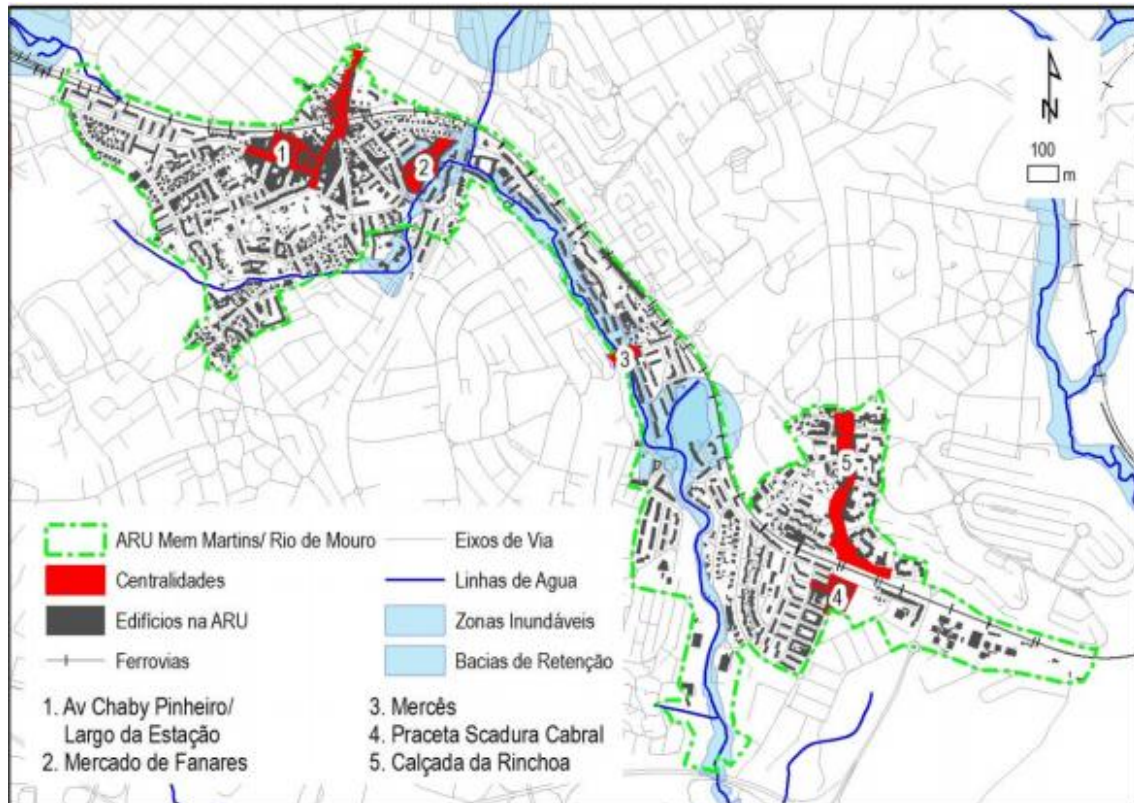 N
100
m
1
2
3
5
4
ARU Mem Martins/ Rio de Mouro
Centralidades
Edifícios na ARU
Ferrovias
Eixos de Via
Linhas de Agua
Zonas Inundáveis
Bacias de Retenção
1. Av Chaby Pinheiro/
Largo da Estação
2. Mercado de Fanares
3. Mercês
4. Praceta Scadura Cabral
5. Calçada da Rinchoa